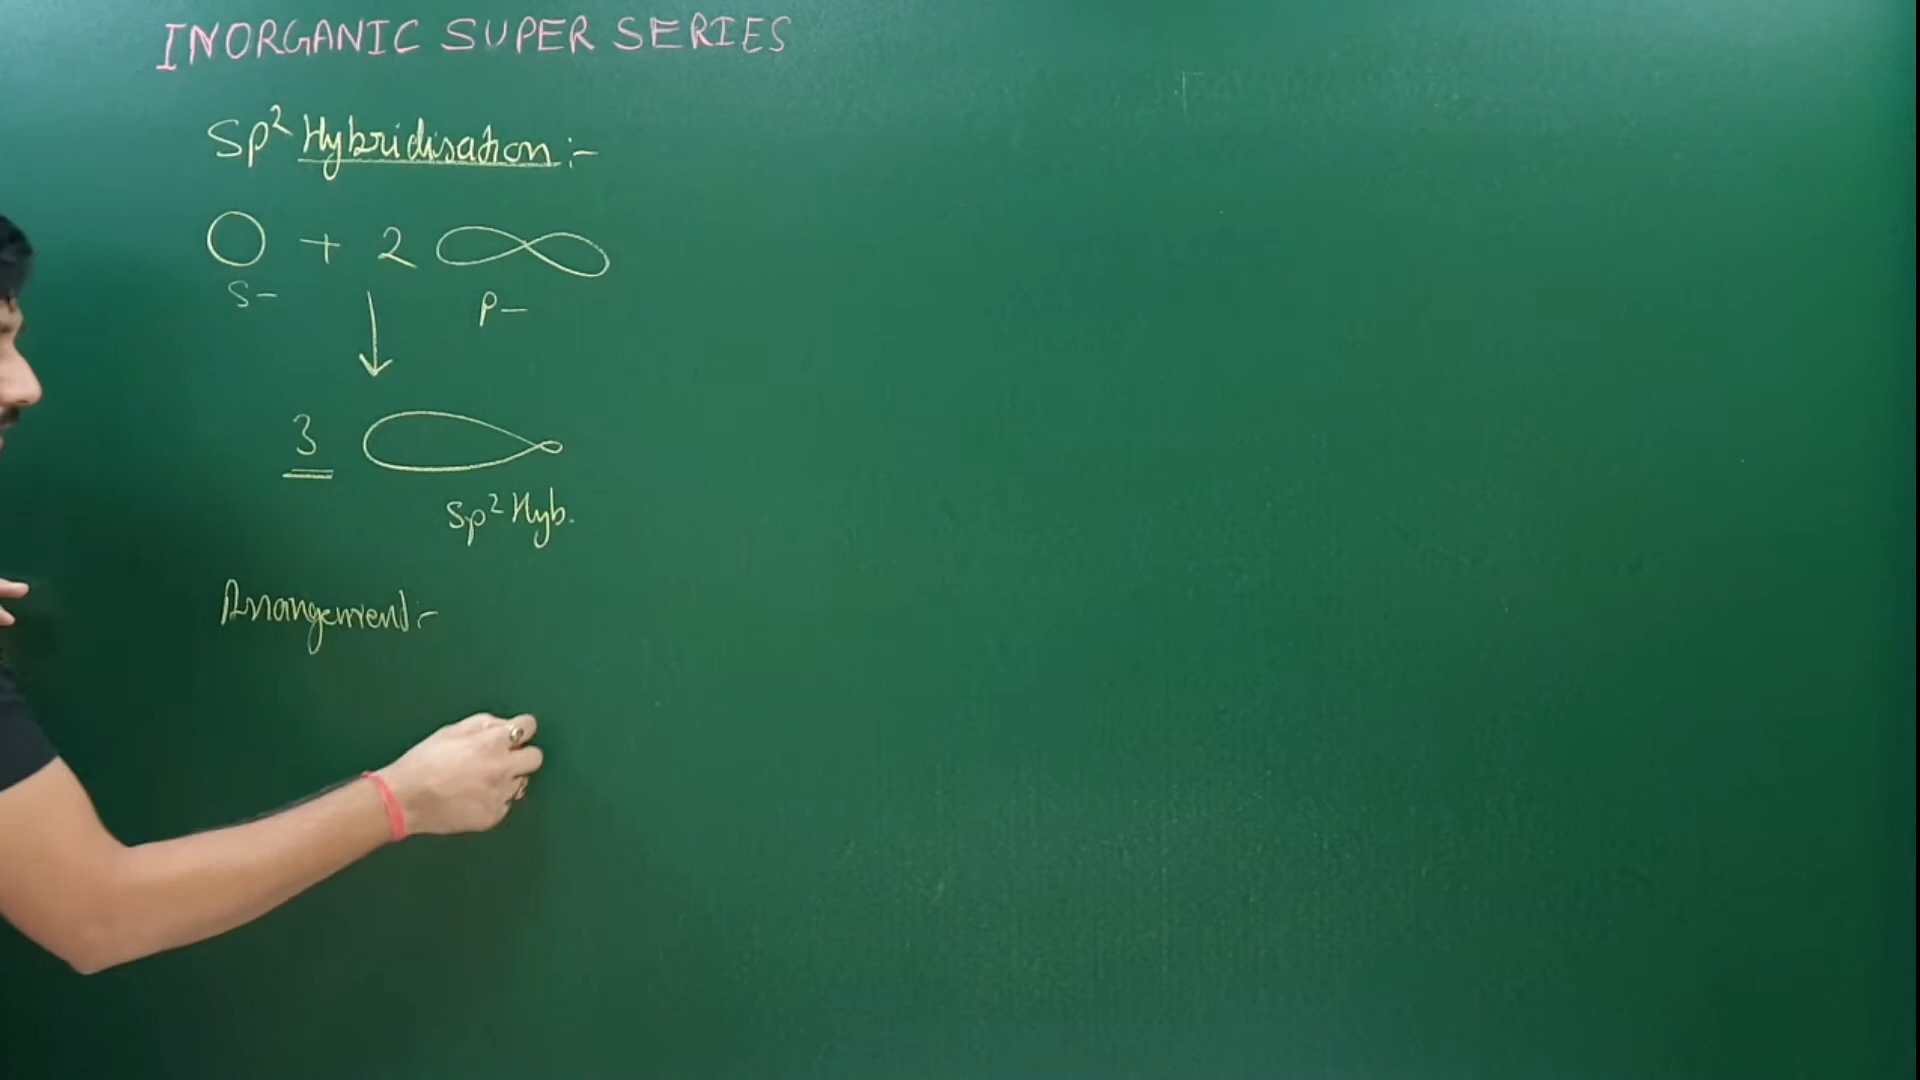 INORGANIC SUPER SERIES
Sp² Hybridisation :-
+ 2
S-
P-
3
Sp² Hyb.
Arrangement :-